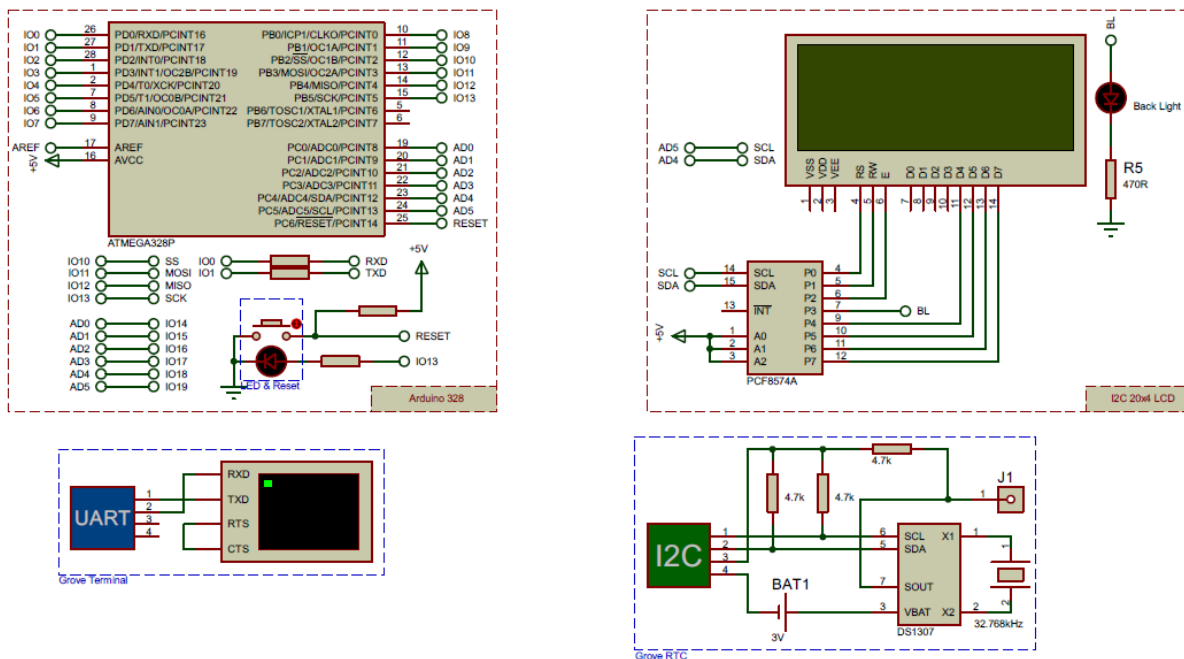 IO0 26 PD0/RXD/PCINT16 PB0/ICP1/CLKO/PCINT0 10 IO8
IO1 27 PD1/TXD/PCINT17 PB1/OC1A/PCINT1 11 IO9
IO2 28 PD2/INT0/PCINT18 PB2/SS/OC1B/PCINT2 12 IO10
IO3 1 PD3/INT1/OC2B/PCINT19 PB3/MOSI/OC2A/PCINT3 13 IO11
IO4 2 PD4/T0/XCK/PCINT20 PB4/MISO/PCINT4 14 IO12
IO5 7 PD5/T1/OC0B/PCINT21 PB5/SCK/PCINT5 15 IO13
IO6 8 PD6/AIN0/OC0A/PCINT22 PB6/TOSC1/XTAL1/PCINT6 5
IO7 9 PD7/AIN1/PCINT23 PB7/TOSC2/XTAL2/PCINT7 6
AREF 17 AREF PC0/ADC0/PCINT8 19 AD0
+5V 16 AVCC PC1/ADC1/PCINT9 20 AD1
PC2/ADC2/PCINT10 21 AD2
PC3/ADC3/PCINT11 22 AD3
PC4/ADC4/SDA/PCINT12 23 AD4
PC5/ADC5/SCL/PCINT13 24 AD5
PC6/RESET/PCINT14 25 RESET
ATMEGA328P
IO10 SS IO0 RXD
IO11 MOSI IO1 TXD
IO12 MISO
IO13 SCK
+5V
AD0 IO14
AD1 IO15
AD2 IO16
AD3 IO17
AD4 IO18
AD5 IO19
RESET
IO13
LED & Reset
Arduino 328
BL
Back Light
R5
470R
AD5 SCL
AD4 SDA
VSS VDD VEE RS RW E D0 D1 D2 D3 D4 D5 D6 D7
1 2 3 4 5 6 7 8 9 10 11 12 13 14
SCL 14 SCL P0 4
SDA 15 SDA P1 5
P2 6
13 INT P3 7 BL
P4 9
+5V 1 A0 P5 10
2 A1 P6 11
3 A2 P7 12
PCF8574A
I2C 20x4 LCD
UART
1
2
3
4
RXD
TXD
RTS
CTS
Grove Terminal
4.7k
4.7k 4.7k
J1
1
I2C
1
2
3
4
6 SCL X1 1
5 SDA
7 SOUT
3 VBAT X2 2
1
2
BAT1
3V
DS1307
32.768kHz
Grove RTC